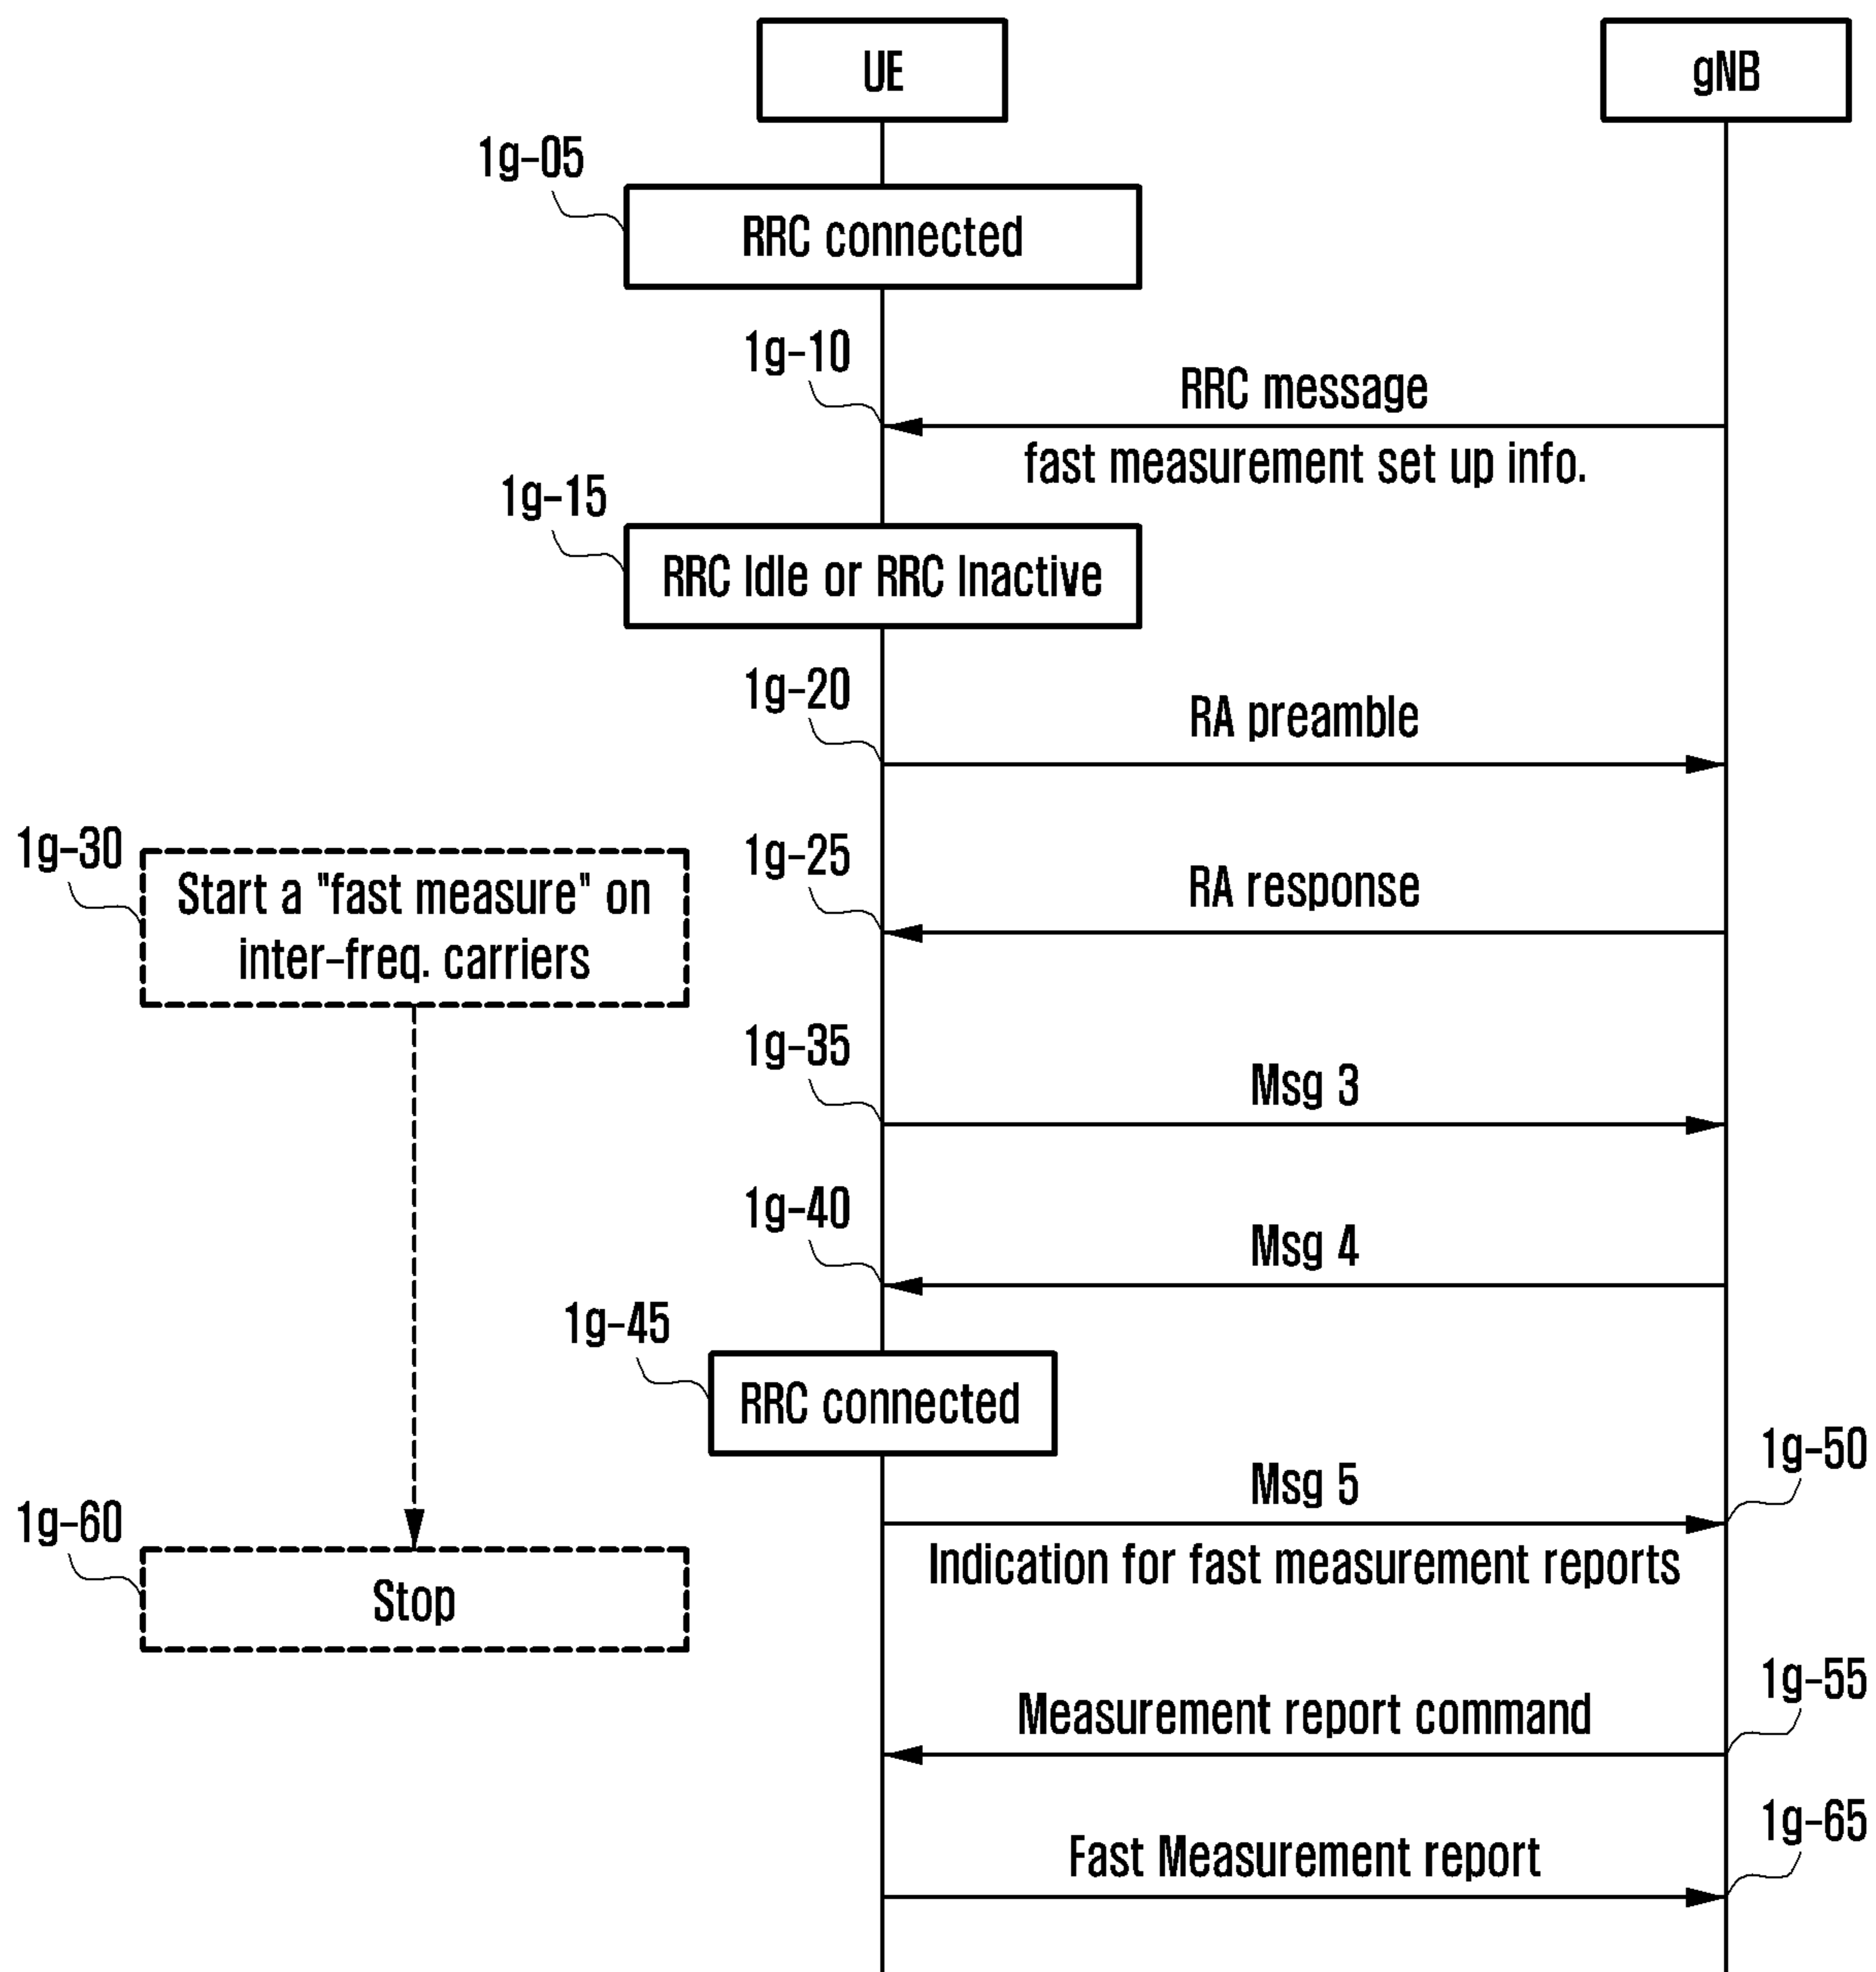 UE
gNB
1g-05
RRC connected
1g-10
RRC message
fast measurement set up info.
1g-15
RRC Idle or RRC Inactive
1g-20
RA preamble
1g-30
Start a "fast measure" on
inter-freq. carriers
1g-25
RA response
1g-35
Msg 3
1g-40
Msg 4
1g-45
RRC connected
1g-50
Msg 5
Indication for fast measurement reports
1g-60
Stop
1g-55
Measurement report command
1g-65
Fast Measurement report